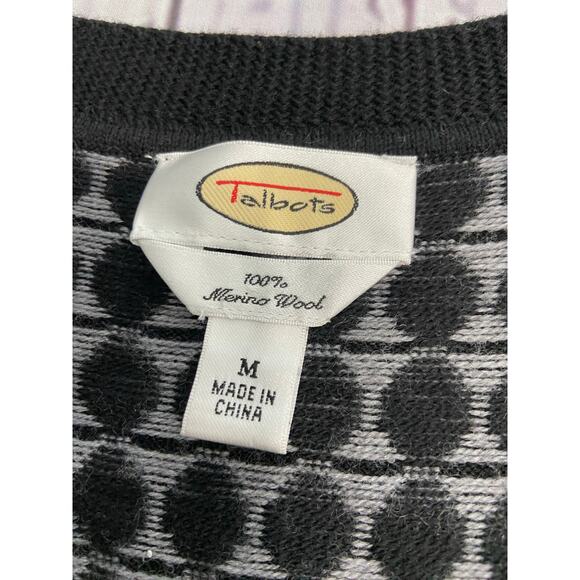 Talbots
100%
Merino Wool
M
MADE IN
CHINA